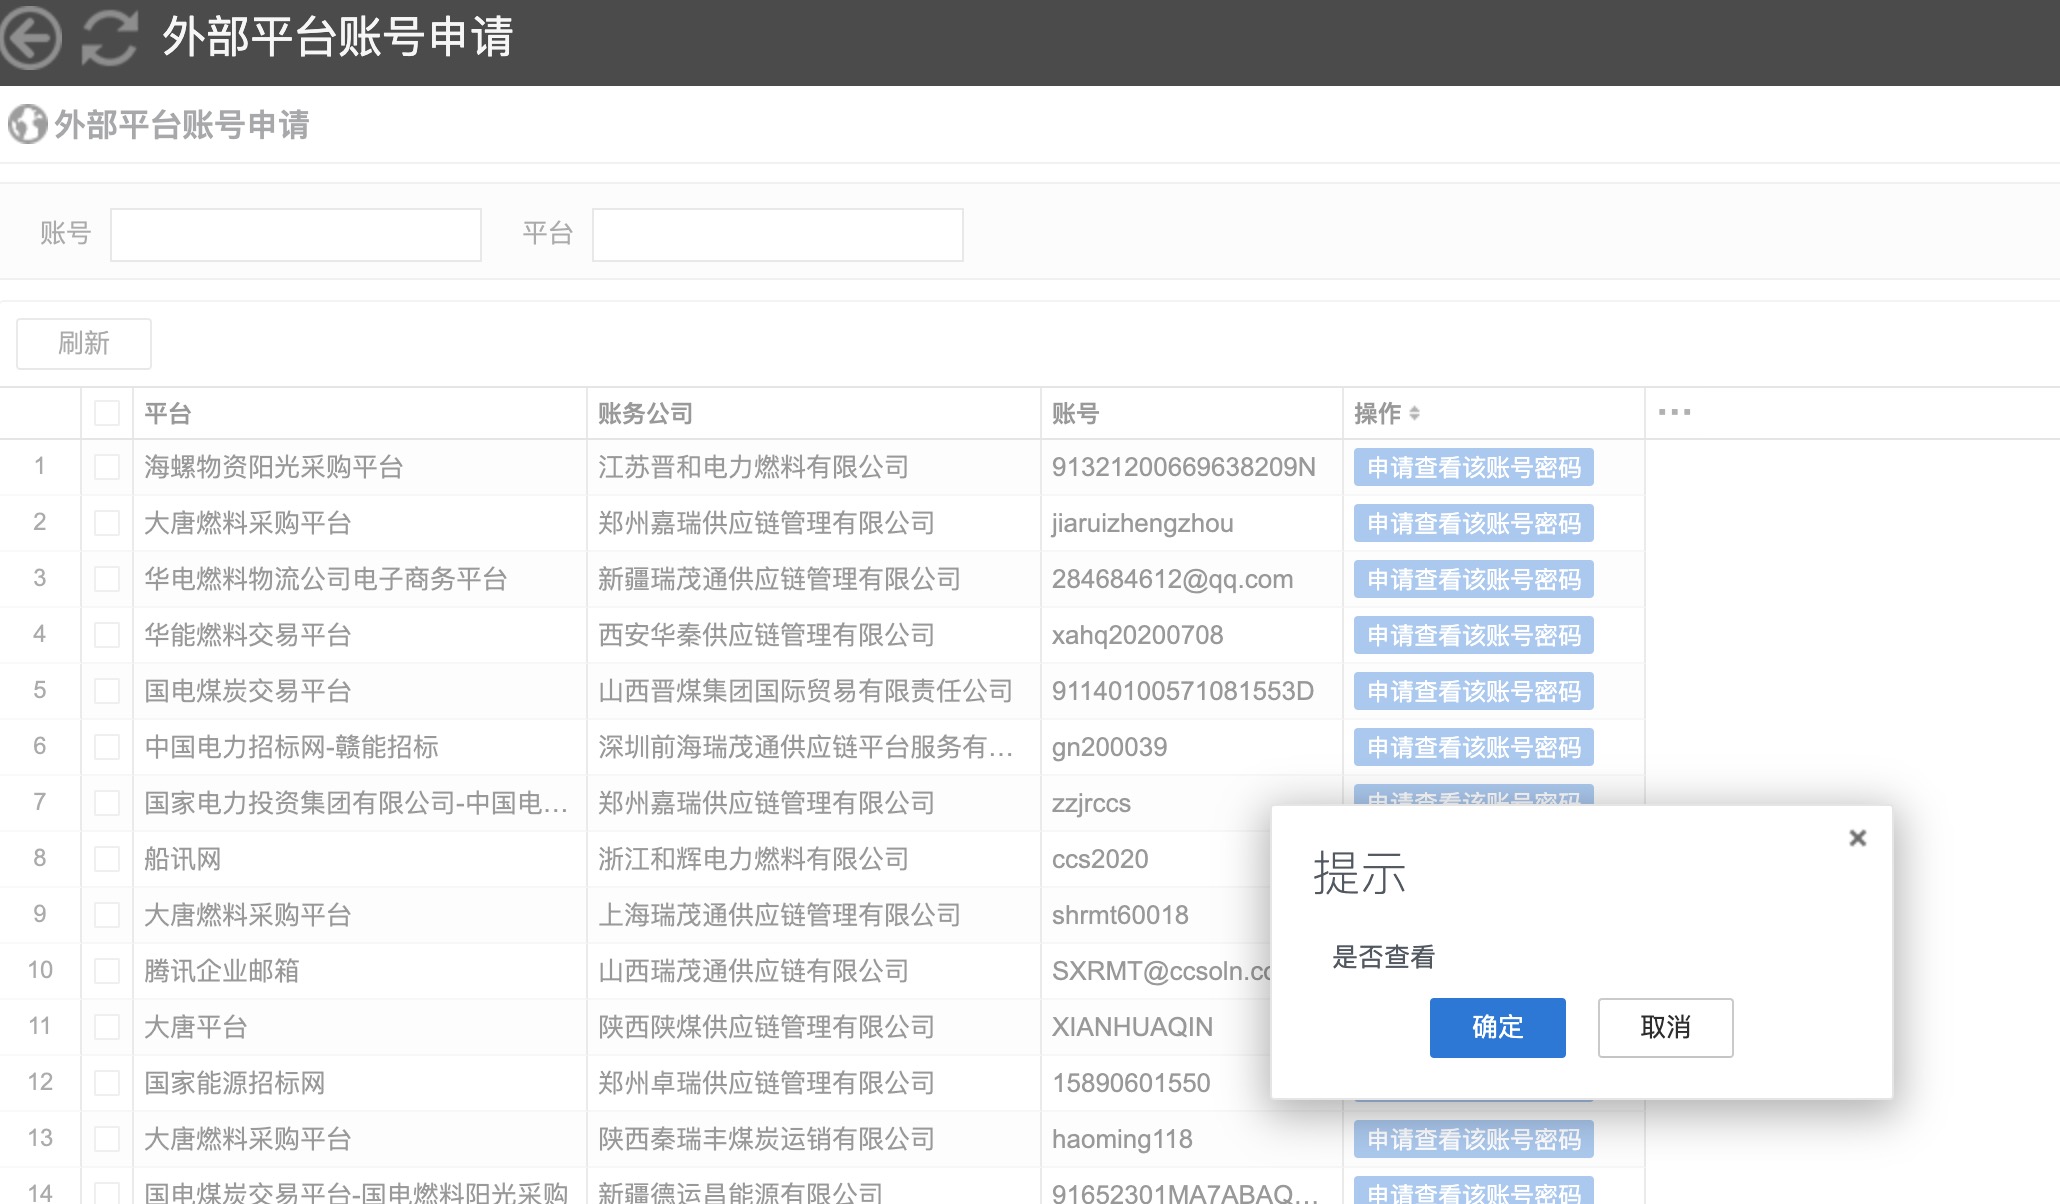 外部平台账号申请
外部平台账号申请
账号 平台
刷新
平台 账务公司 账号 操作 ...
1 海螺物资阳光采购平台 江苏晋和电力燃料有限公司 91321200669638209N 申请查看该账号密码
2 大唐燃料采购平台 郑州嘉瑞供应链管理有限公司 jiaruizhengzhou 申请查看该账号密码
3 华电燃料物流公司电子商务平台 新疆瑞茂通供应链管理有限公司 284684612@qq.com 申请查看该账号密码
4 华能燃料交易平台 西安华秦供应链管理有限公司 xahq20200708 申请查看该账号密码
5 国电煤炭交易平台 山西晋煤集团国际贸易有限责任公司 91140100571081553D 申请查看该账号密码
6 中国电力招标网-赣能招标 深圳前海瑞茂通供应链平台服务有... gn200039 申请查看该账号密码
7 国家电力投资集团有限公司-中国电... 郑州嘉瑞供应链管理有限公司 zzjrccs 申请查看该账号密码
8 船讯网 浙江和辉电力燃料有限公司 ccs2020
9 大唐燃料采购平台 上海瑞茂通供应链管理有限公司 shrmt60018
10 腾讯企业邮箱 山西瑞茂通供应链有限公司 SXRMT@ccsoln.co
11 大唐平台 陕西陕煤供应链管理有限公司 XIANHUAQIN
12 国家能源招标网 郑州卓瑞供应链管理有限公司 15890601550
13 大唐燃料采购平台 陕西秦瑞丰煤炭运销有限公司 haoming118 申请查看该账号密码
14 国电煤炭交易平台-国电燃料阳光采购 新疆德运昌能源有限公司 91652301MA7ABAQ... 申请查看该账号密码
提示
是否查看
确定 取消